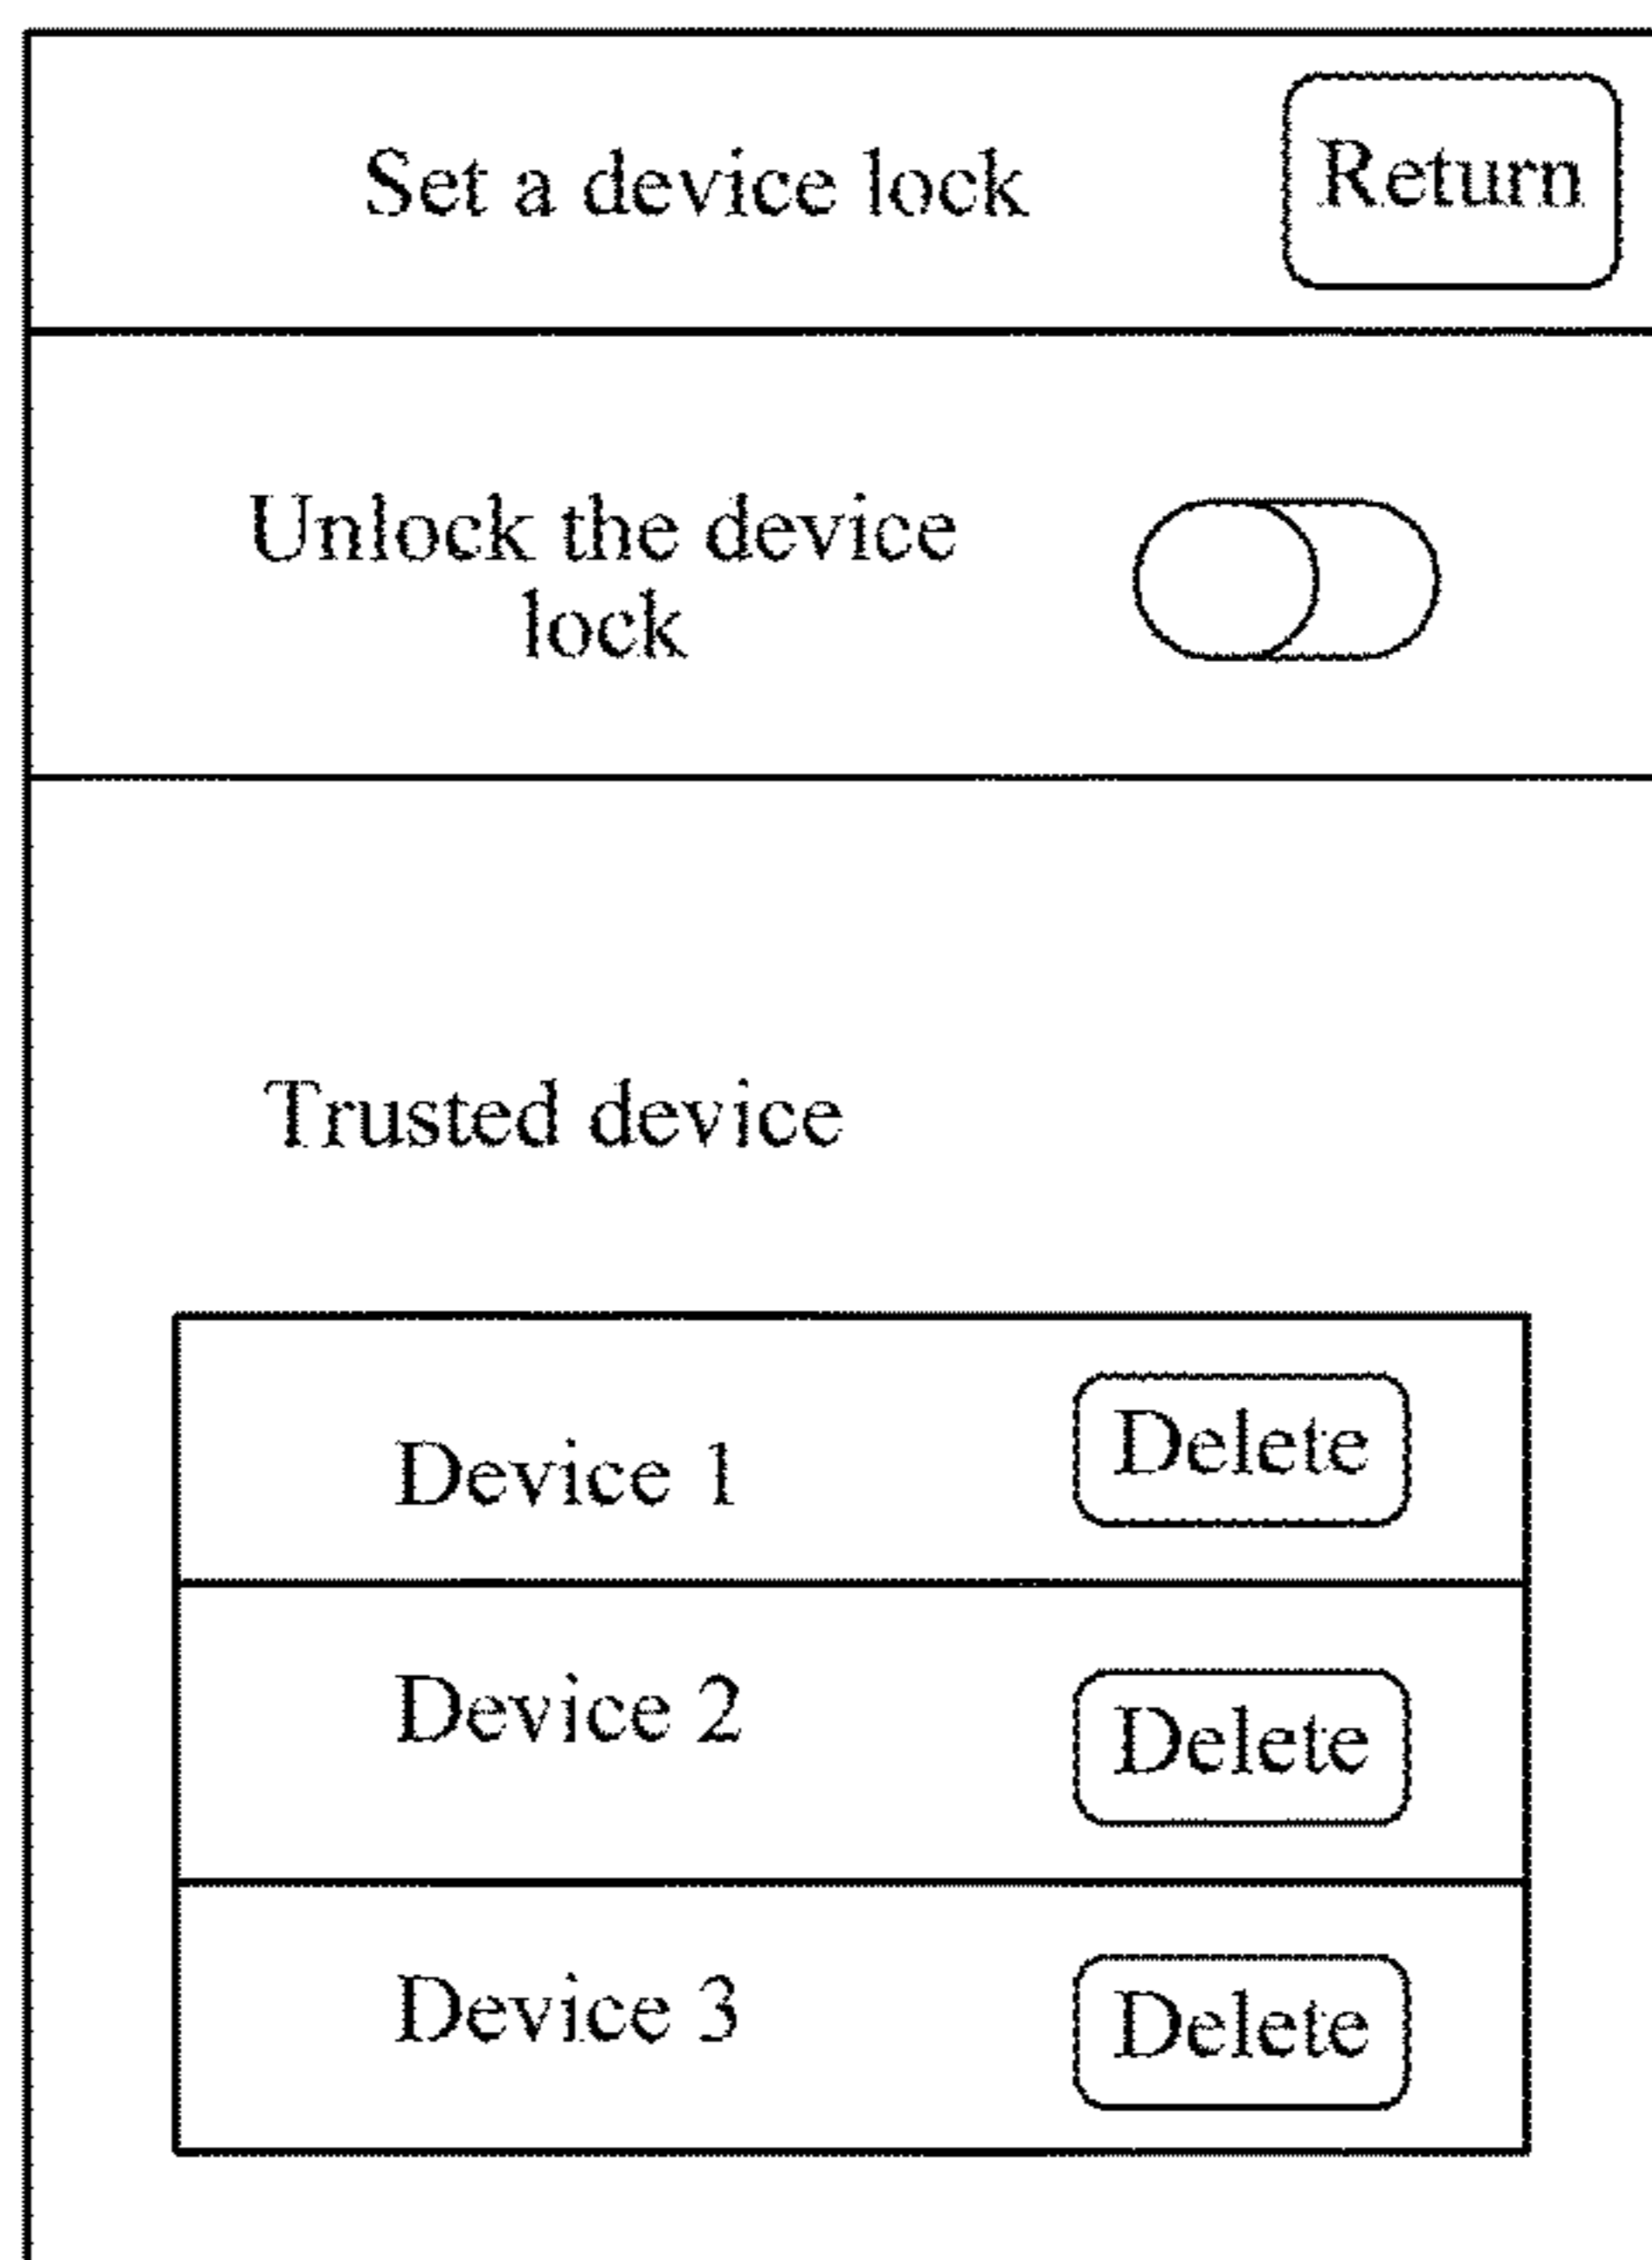 Set a device lock Return
Unlock the device
lock
Trusted device
Device 1 Delete
Device 2 Delete
Device 3 Delete